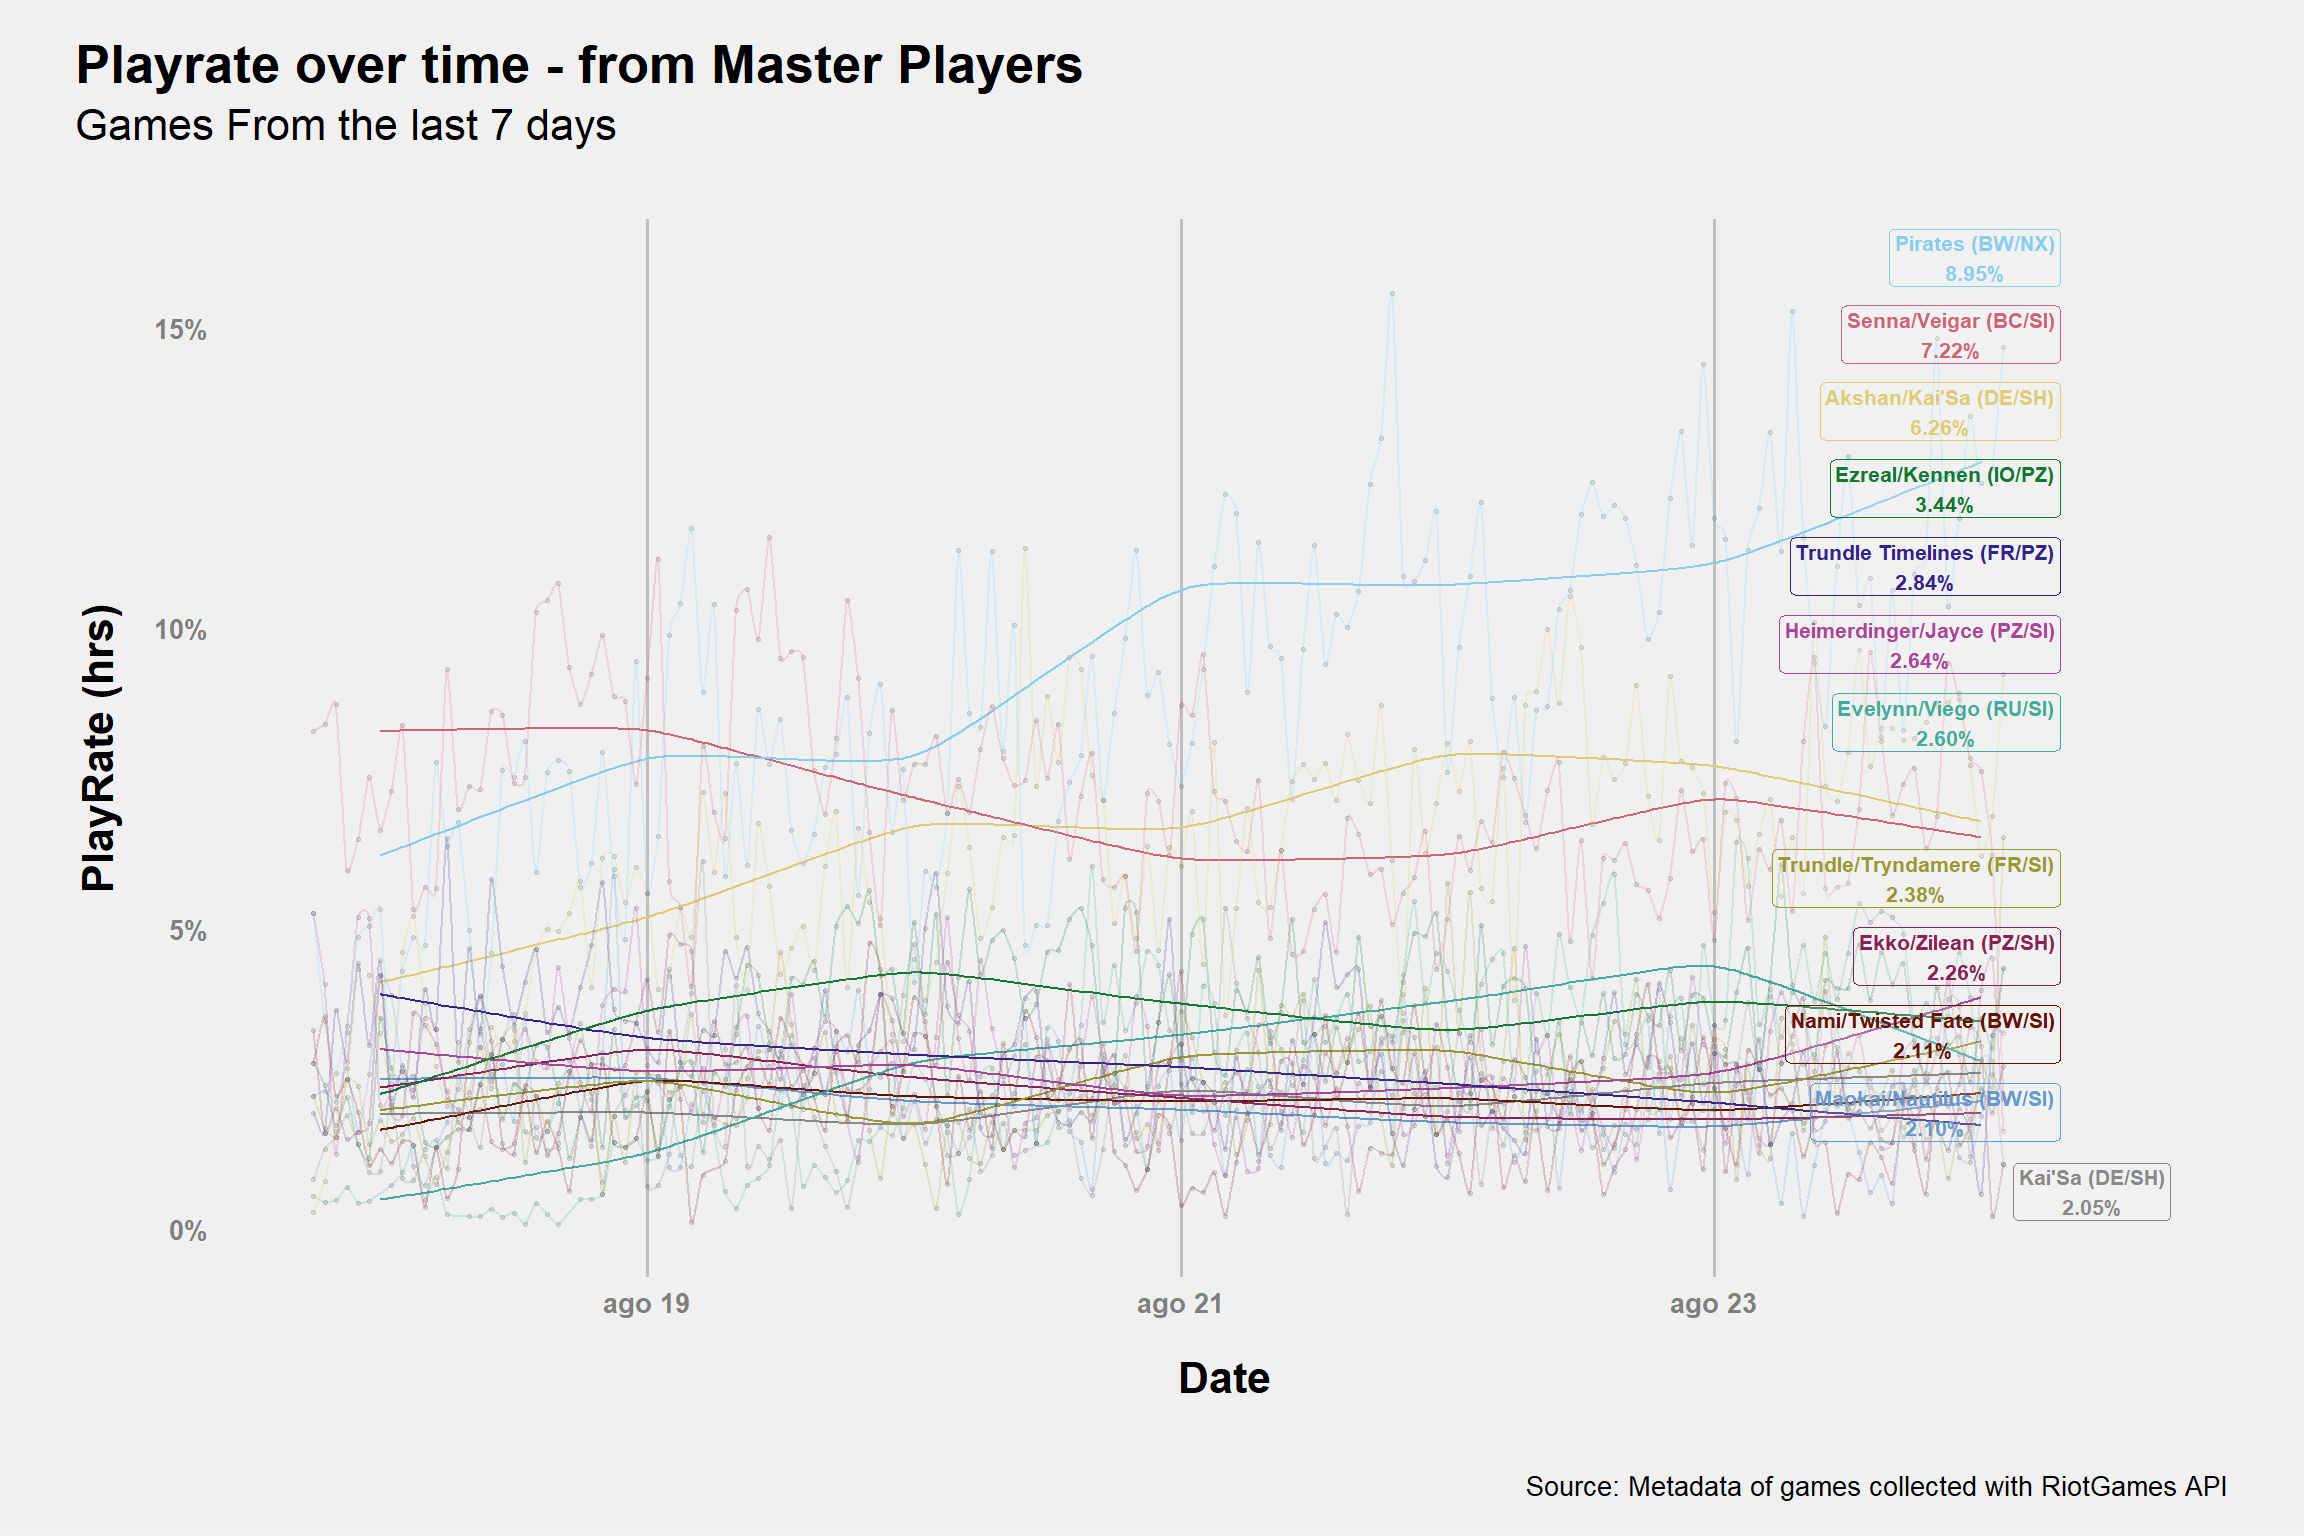 Playrate over time - from Master Players
Games From the last 7 days
PlayRate (hrs)
15%
10%
5%
0%
Pirates (BW/NX)
8.95%
Senna/Veigar (BC/SI)
7.22%
Akshan/Kai'Sa (DE/SH)
6.26%
Ezreal/Kennen (IO/PZ)
3.44%
Trundle Timelines (FR/PZ)
2.84%
Heimerdinger/Jayce (PZ/SI)
2.64%
Evelynn/Viego (RU/SI)
2.60%
Trundle/Tryndamere (FR/SI)
2.38%
Ekko/Zilean (PZ/SH)
2.26%
Nami/Twisted Fate (BW/SI)
2.11%
Maokai/Nautilus (BW/SI)
2.10%
Kai'Sa (DE/SH)
2.05%
ago 19
ago 21
ago 23
Date
Source: Metadata of games collected with RiotGames API